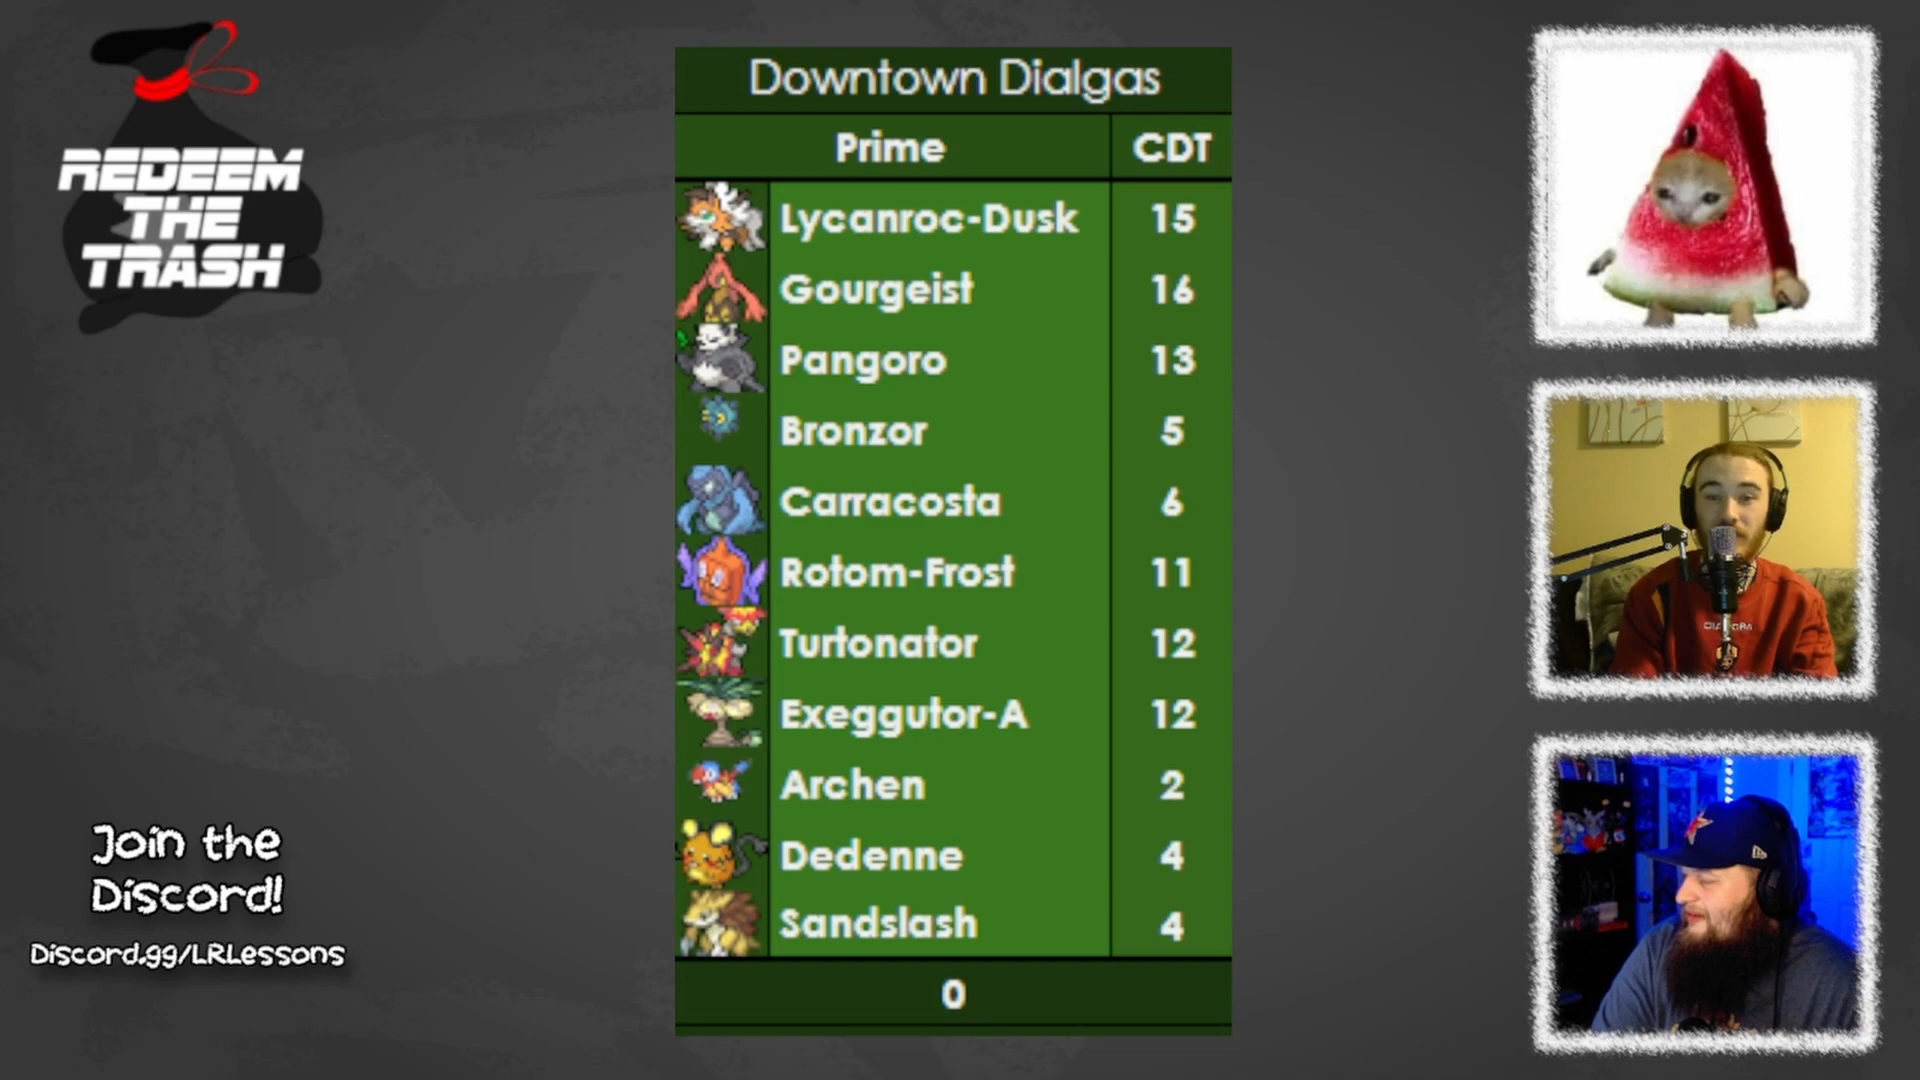 REDEEM
THE
TRASH
Downtown Dialgas
Prime CDT
Lycanroc-Dusk 15
Gourgeist 16
Pangoro 13
Bronzor 5
Carracosta 6
Rotom-Frost 11
Turtonator 12
Exeggutor-A 12
Archen 2
Dedenne 4
Sandslash 4
0
Join the
Discord!
Discord.gg/LRLessons